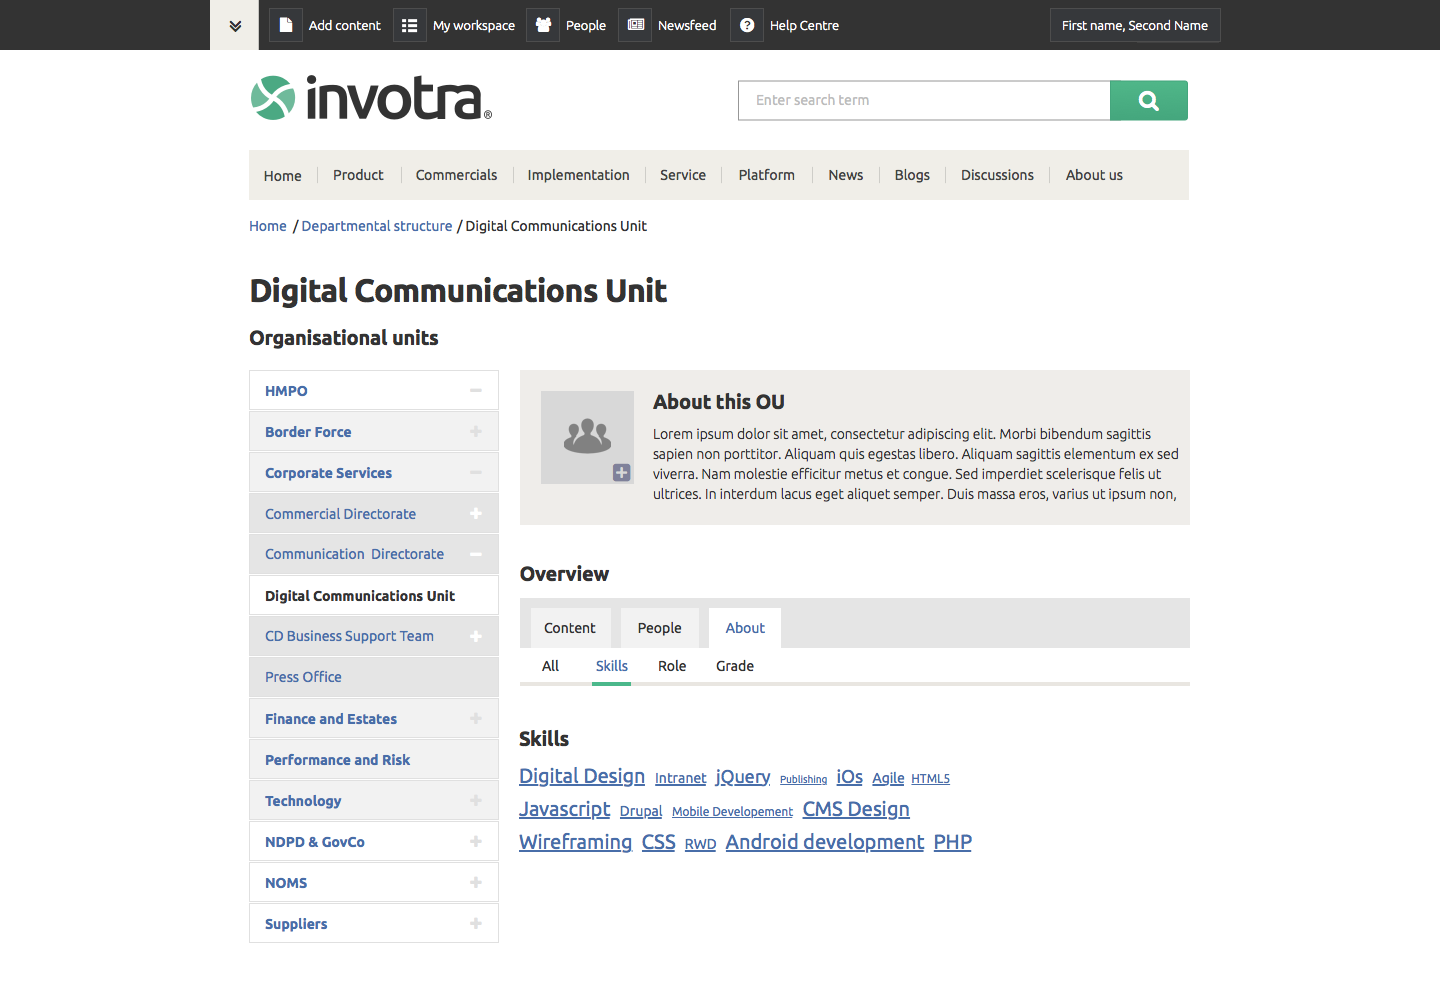 Add content My workspace People Newsfeed Help Centre First name, Second Name
invotra®
Enter search term
Home Product Commercials Implementation Service Platform News Blogs Discussions About us
Home / Departmental structure / Digital Communications Unit
Digital Communications Unit
Organisational units
HMPO
Border Force
Corporate Services
Commercial Directorate
Communication Directorate
Digital Communications Unit
CD Business Support Team
Press Office
Finance and Estates
Performance and Risk
Technology
NDPD & GovCo
NOMS
Suppliers
About this OU
Lorem ipsum dolor sit amet, consectetur adipiscing elit. Morbi bibendum sagittis
sapien non porttitor. Aliquam quis egestas libero. Aliquam sagittis elementum ex sed
viverra. Nam molestie efficitur metus et congue. Sed imperdiet scelerisque felis ut
ultrices. In interdum lacus eget aliquet semper. Duis massa eros, varius ut ipsum non,
Overview
Content People About
All Skills Role Grade
Skills
Digital Design Intranet jQuery Publishing iOs Agile HTML5
Javascript Drupal Mobile Developement CMS Design
Wireframing CSS RWD Android development PHP